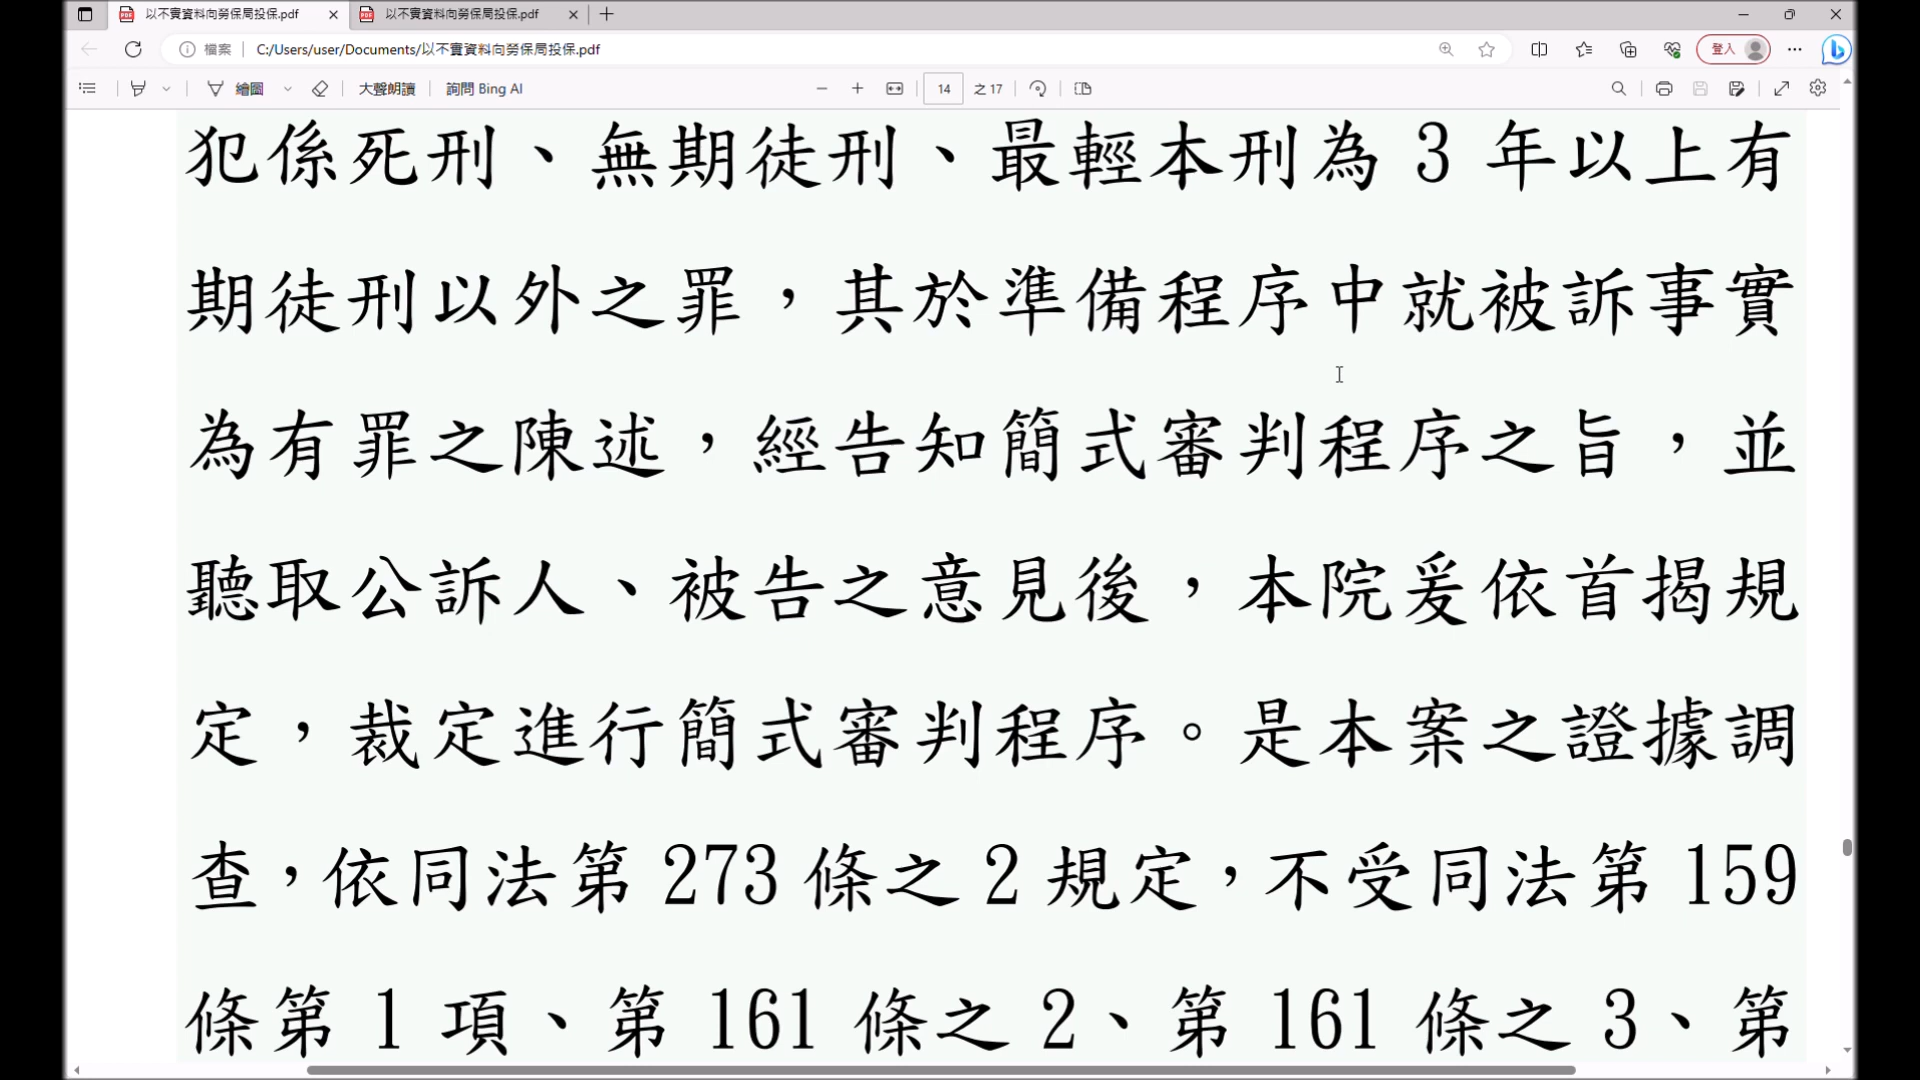 以不實資料向勞保局投保.pdf
以不實資料向勞保局投保.pdf
檔案 C:/Users/user/Documents/以不實資料向勞保局投保.pdf 登入
繪圖 大聲朗讀 詢問 Bing AI 14 之 17
犯係死刑、無期徒刑、最輕本刑為 3 年以上有
期徒刑以外之罪，其於準備程序中就被訴事實
為有罪之陳述，經告知簡式審判程序之旨，並
聽取公訴人、被告之意見後，本院爰依首揭規
定，裁定進行簡式審判程序。是本案之證據調
查，依同法第 273 條之 2 規定，不受同法第 159
條第 1 項、第 161 條之 2、第 161 條之 3、第